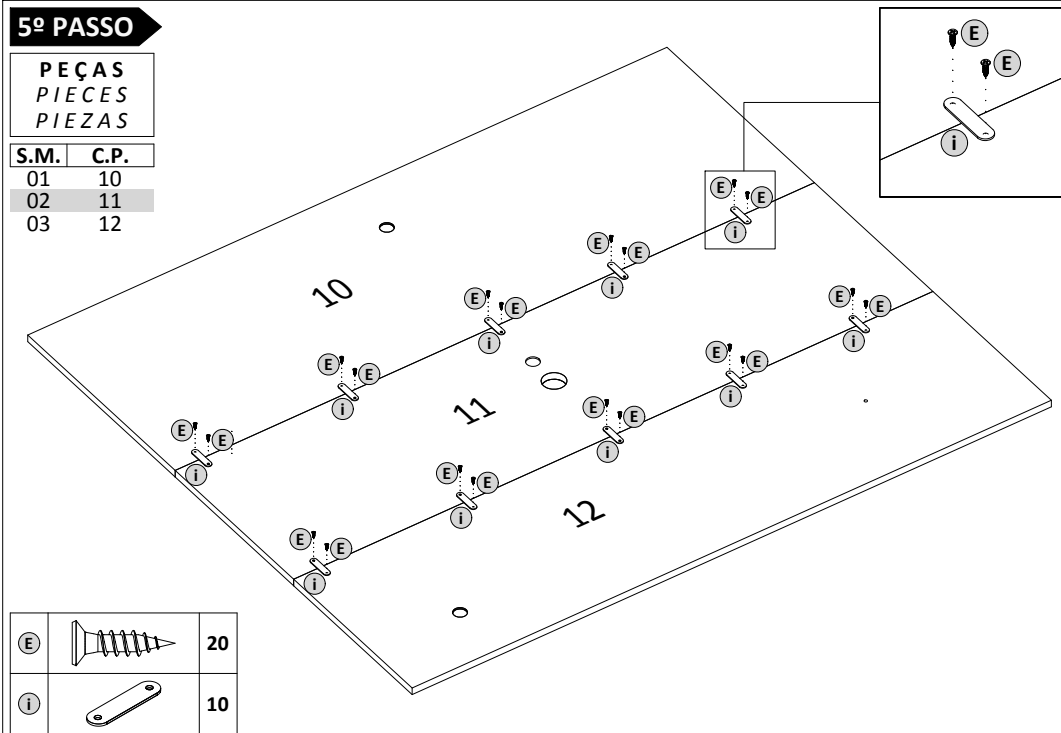 5º PASSO
PEÇAS
PIECES
PIEZAS
S.M. C.P.
01 10
02 11
03 12
E
E
i
E E
i
E E
i
E E
i
E E
i
E E
i
10
E E
i
E E
i
E E
i
E E
i
E E
i
11
12
E 20
i 10